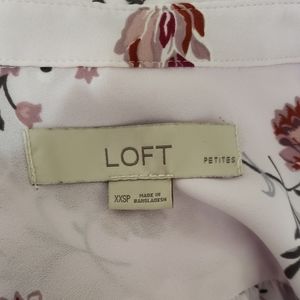 LOFT
PETITES
XXSP
MADE IN
BANGLADESH